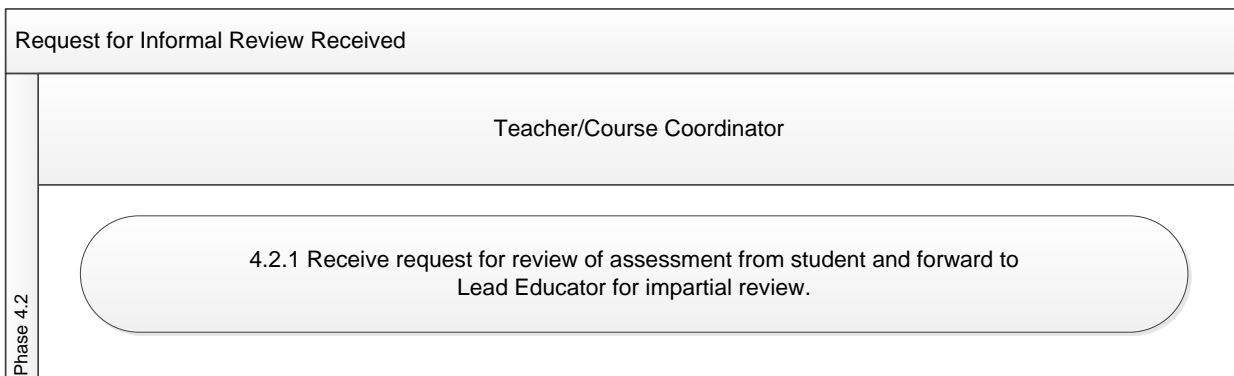 Request for Informal Review Received
Teacher/Course Coordinator
4.2.1 Receive request for review of assessment from student and forward to
Lead Educator for impartial review.
Phase 4.2